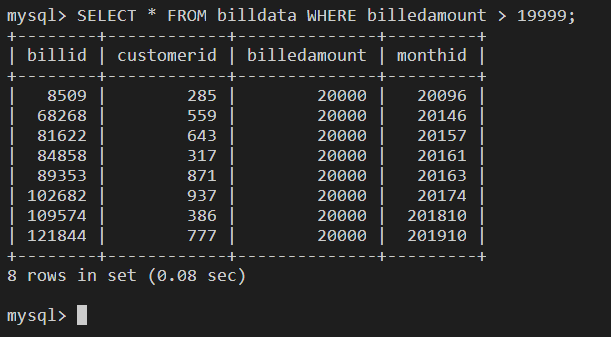 mysql> SELECT * FROM billdata WHERE billedamount > 19999;
+--------+------------+--------------+---------+
| billid | customerid | billedamount | monthid |
+--------+------------+--------------+---------+
|   8509 |        285 |        20000 |   20096 |
|  68268 |        559 |        20000 |   20146 |
|  81622 |        643 |        20000 |   20157 |
|  84858 |        317 |        20000 |   20161 |
|  89353 |        871 |        20000 |   20163 |
| 102682 |        937 |        20000 |   20174 |
| 109574 |        386 |        20000 |  201810 |
| 121844 |        777 |        20000 |  201910 |
+--------+------------+--------------+---------+
8 rows in set (0.08 sec)
mysql>